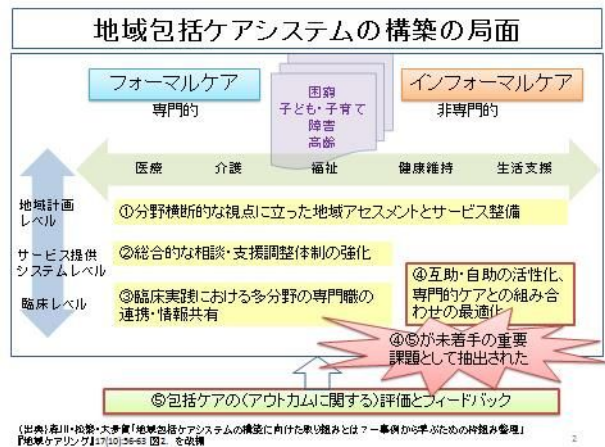 地域包括ケアシステムの構築の局面
フォーマルケア
専門的
困窮
子ども・子育て
障害
高齢
インフォーマルケア
非専門的
医療 介護 福祉 健康維持 生活支援
地域計画
レベル
①分野横断的な視点に立った地域アセスメントとサービス整備
サービス提供
システムレベル
②総合的な相談・支援調整体制の強化
臨床レベル
③臨床実践における多分野の専門職の
連携・情報共有
④互助・自助の活性化、
専門的ケアとの組み合
わせの最適化
④⑤が未着手の重要
課題として抽出された
⑤包括ケアの(アウトカムに関する)評価とフィードバック
(出典)森川・松繁・大夛賀「地域包括ケアシステムの構築に向けた取り組みとは?ー事例から学ぶための枠組み整理」
『地域ケアリング』17(10):56-63 図2. を改編
2